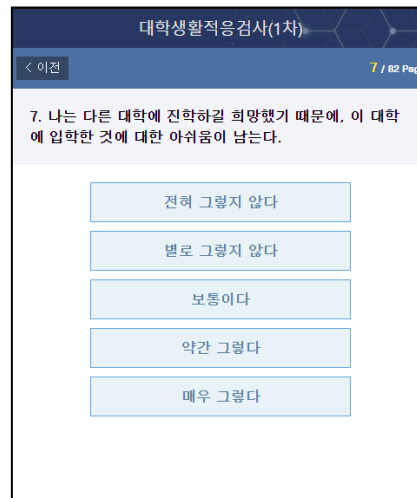 대학생활적응검사(1차)
< 이전
7 / 82 Pag
7. 나는 다른 대학에 진학하길 희망했기 때문에, 이 대학
에 입학한 것에 대한 아쉬움이 남는다.
전혀 그렇지 않다
별로 그렇지 않다
보통이다
약간 그렇다
매우 그렇다